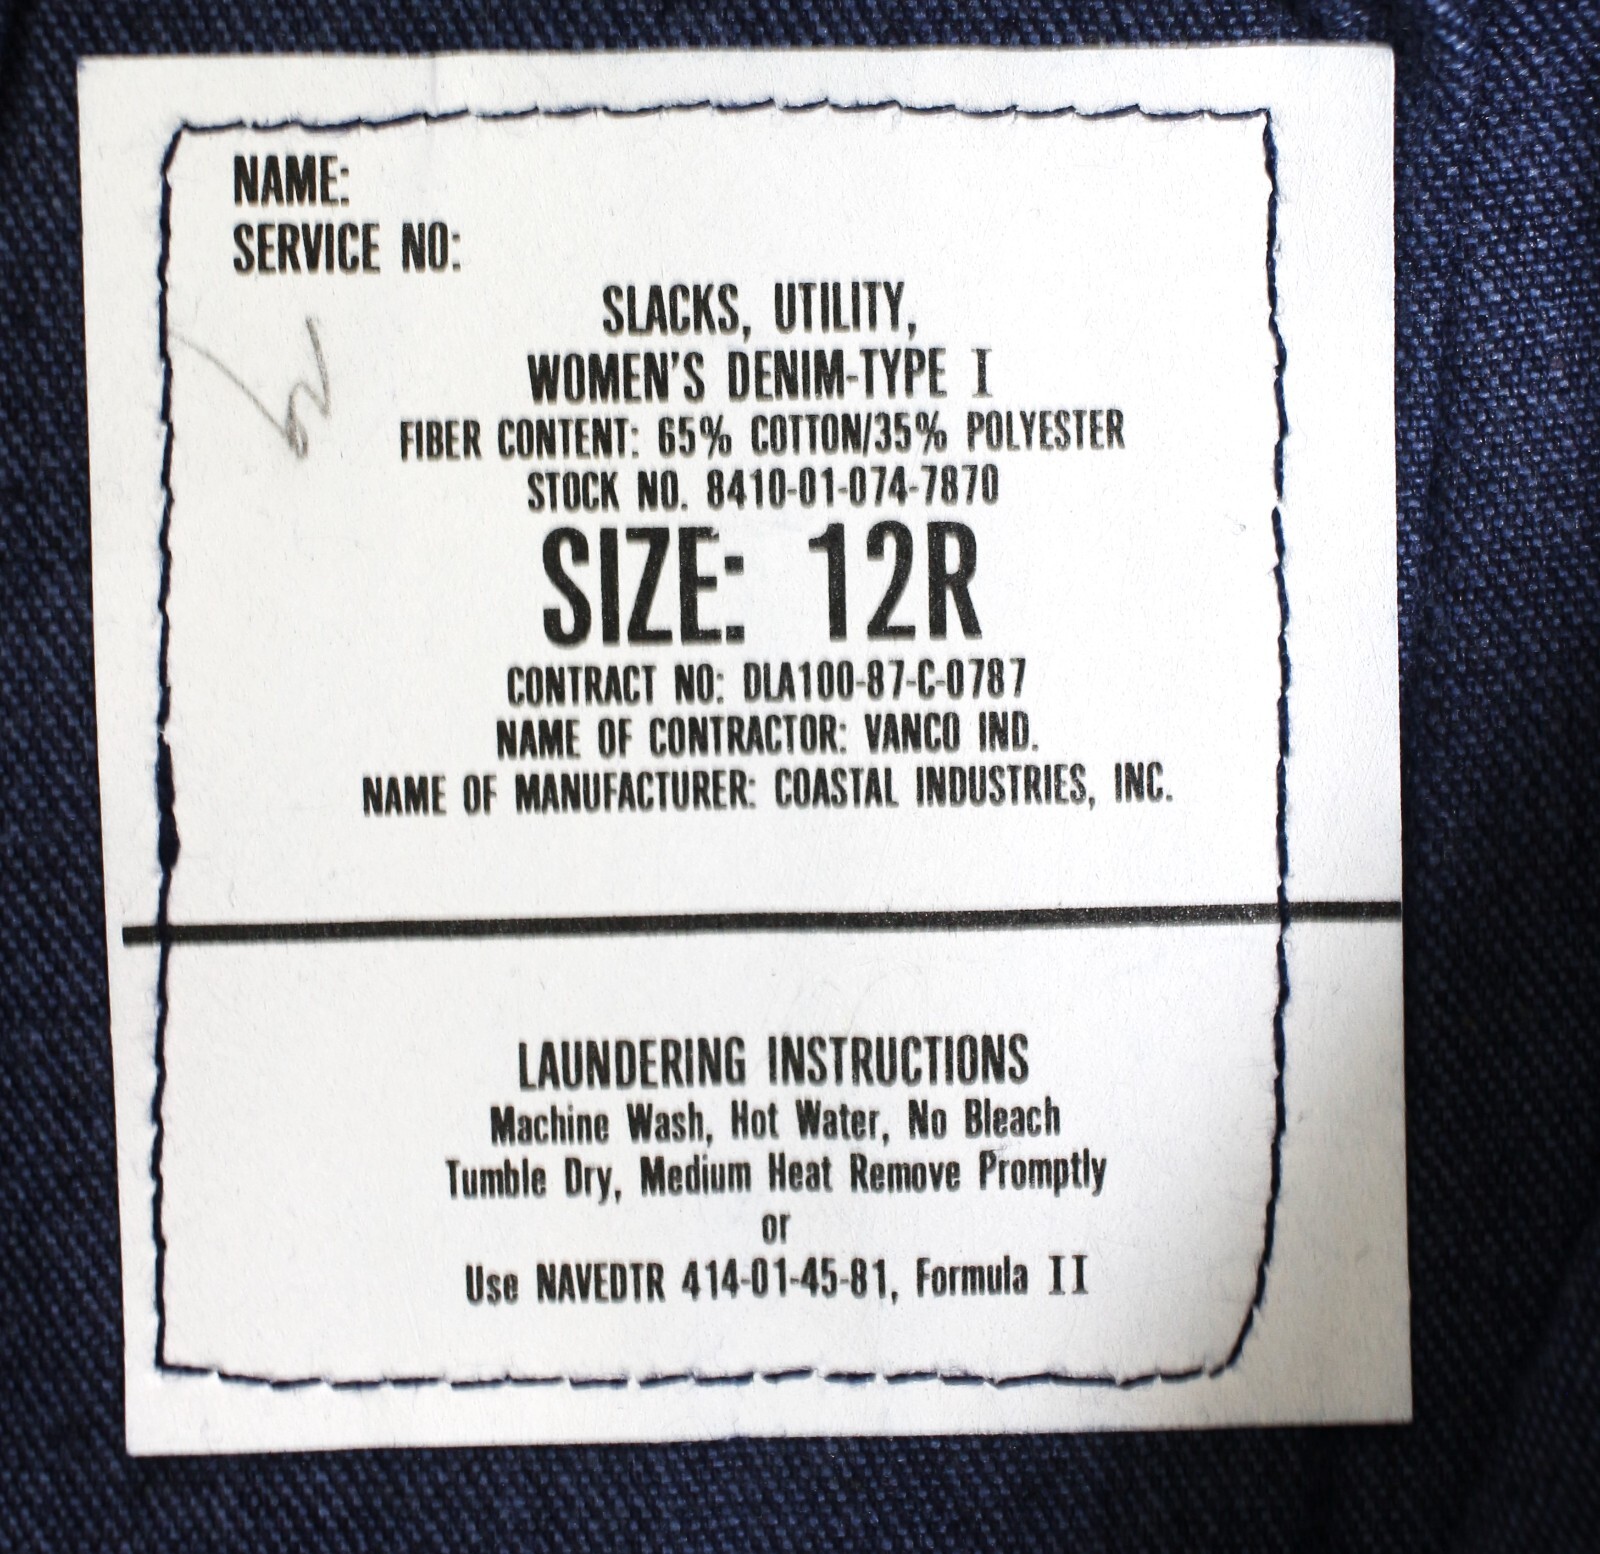 NAME:
SERVICE NO:
SLACKS, UTILITY,
WOMEN'S DENIM-TYPE I
FIBER CONTENT: 65% COTTON/35% POLYESTER
STOCK NO. 8410-01-074-7870
SIZE: 12R
CONTRACT NO: DLA100-87-C-0787
NAME OF CONTRACTOR: VANCO IND.
NAME OF MANUFACTURER: COASTAL INDUSTRIES, INC.
LAUNDERING INSTRUCTIONS
Machine Wash, Hot Water, No Bleach
Tumble Dry, Medium Heat Remove Promptly
or
Use NAVEDTR 414-01-45-81, Formula II